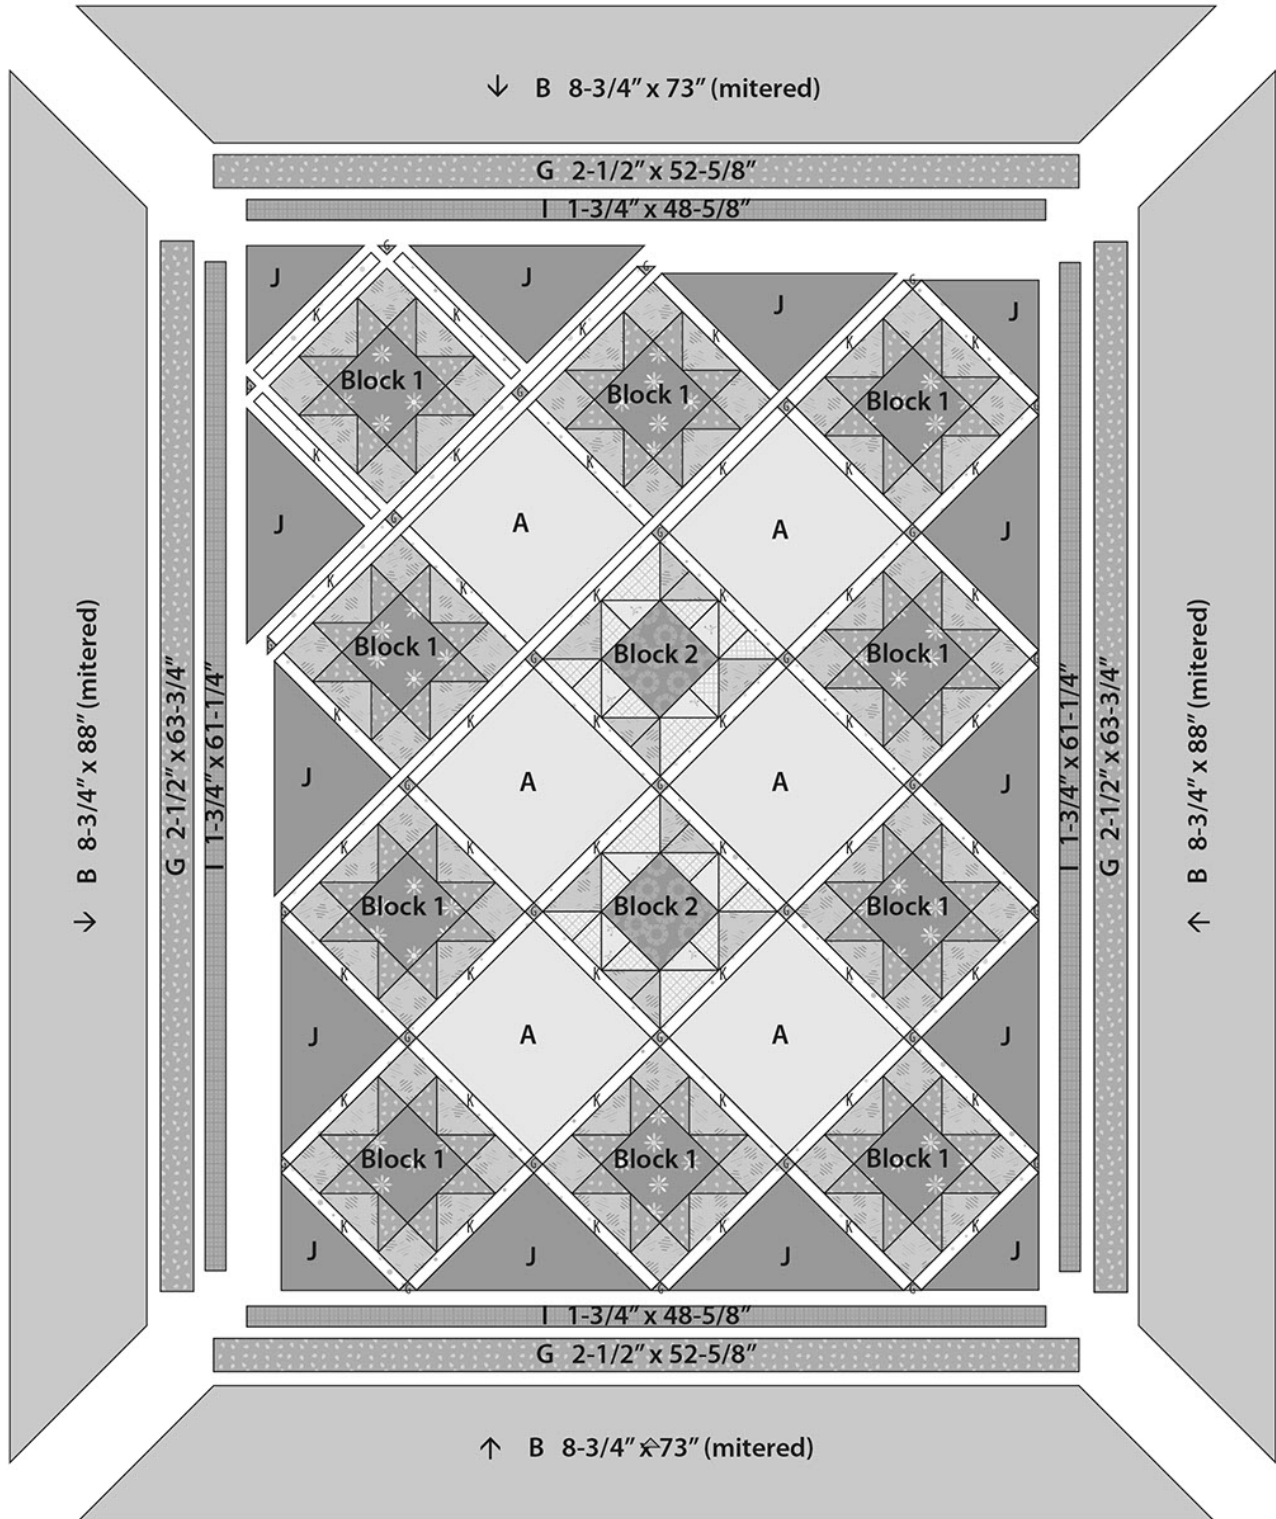 B 8-3/4” x 73” (mitered)
G 2-1/2” x 52-5/8”
I 1-3/4” x 48-5/8”
G
J J
G
J
G
J
K K K K K K
Block 1 Block 1 Block 1
G G G G
K K K K K K
J A A J
G G G
K K K K K K
Block 1 Block 2 Block 1
G G G G G
K K K K K K
J A A J
G G G
K K K K K K
Block 1 Block 2 Block 1
G G G G G
K K K K K K
J A A J
G G G
K K K K K K
Block 1 Block 1 Block 1
G G G G
K K K K K K
J J J J
G G G
B 8-3/4” x 88” (mitered)
G 2-1/2” x 63-3/4”
I 1-3/4” x 61-1/4”
I 1-3/4” x 61-1/4”
G 2-1/2” x 63-3/4”
B 8-3/4” x 88” (mitered)
I 1-3/4” x 48-5/8”
G 2-1/2” x 52-5/8”
B 8-3/4” x 73” (mitered)